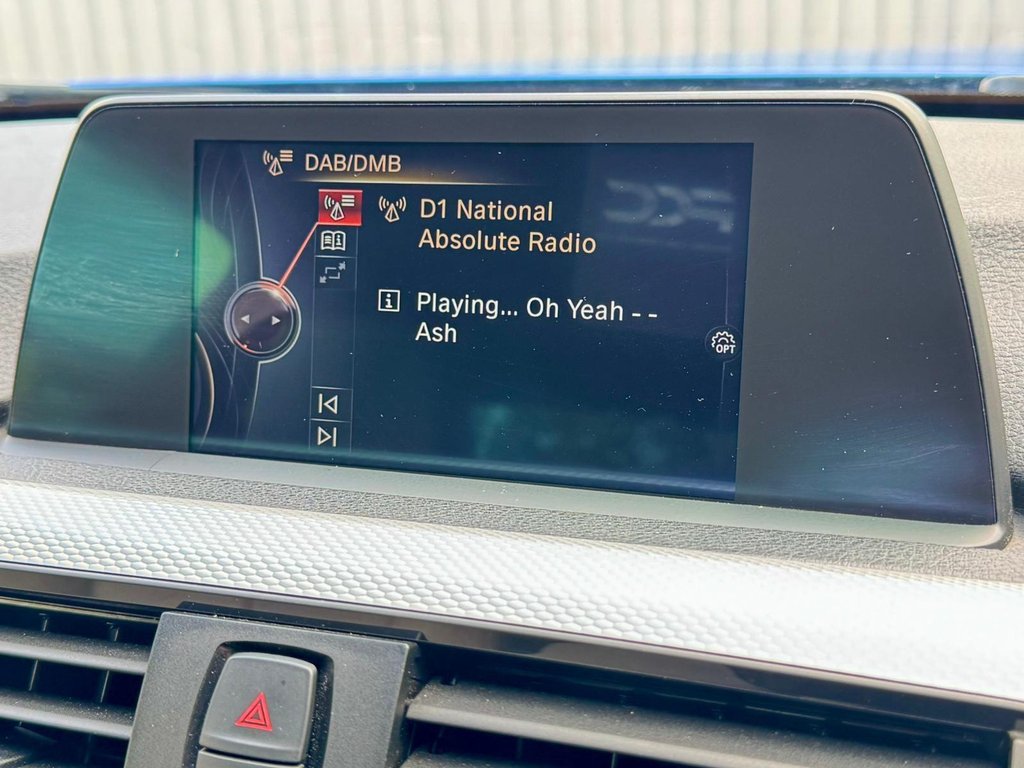 DAB/DMB
D1 National
Absolute Radio
Playing... Oh Yeah - -
Ash
OPT